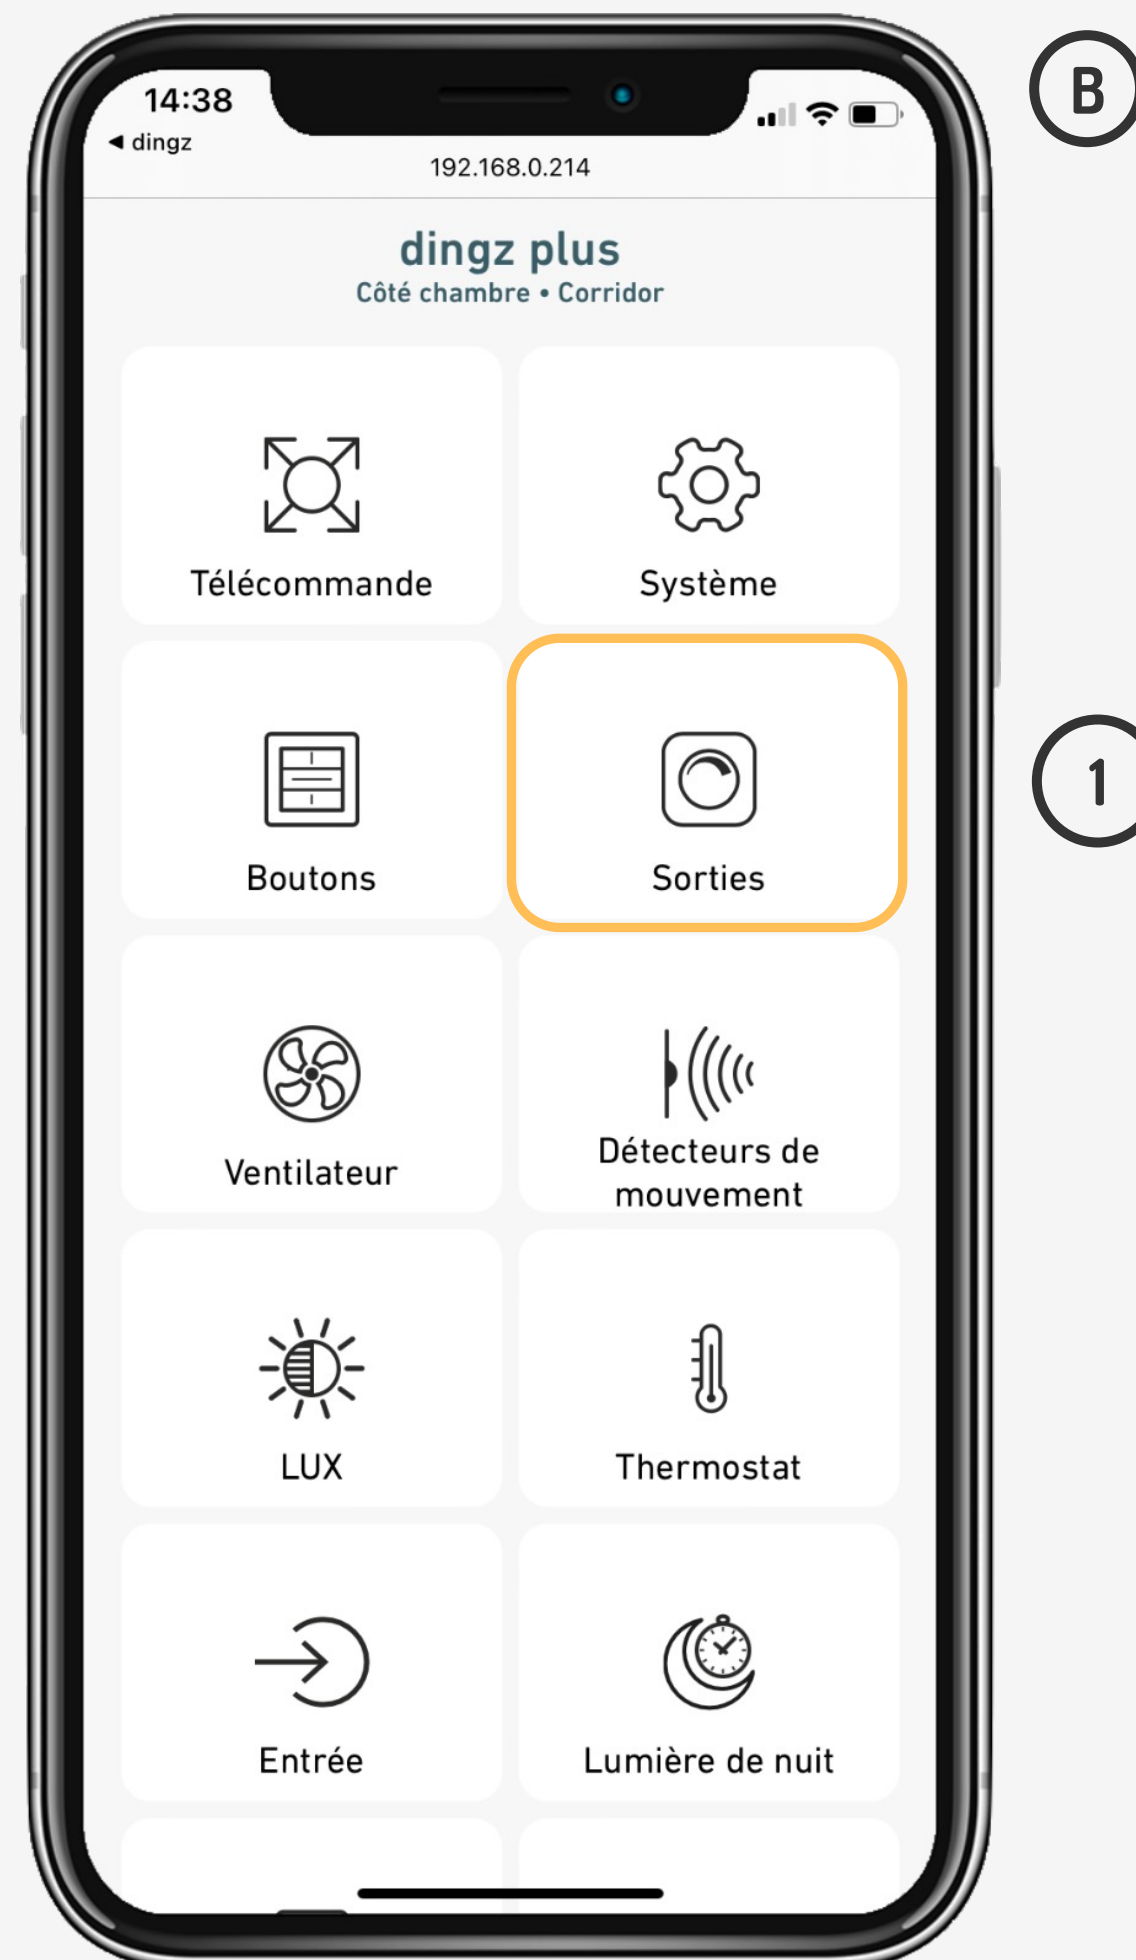 14:38
dingz
192.168.0.214
dingz plus
Côté chambre • Corridor
Télécommande
Système
Boutons
Sorties
Ventilateur
Détecteurs de
mouvement
LUX
Thermostat
Entrée
Lumière de nuit
B
1